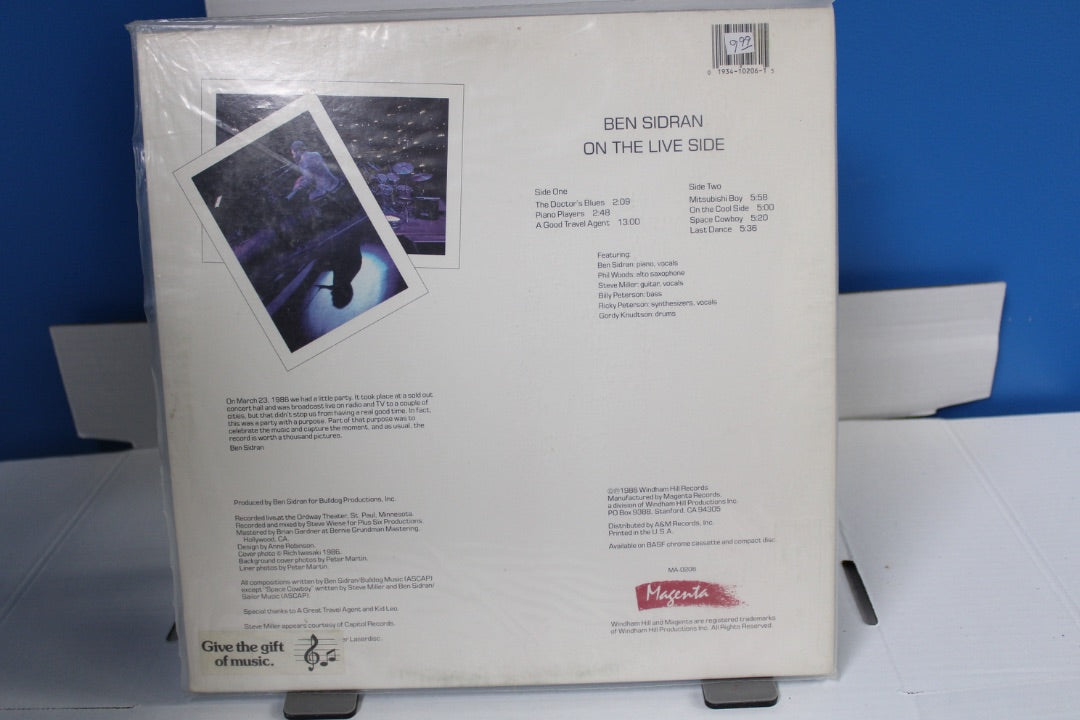 9.99
0 1934-10206-1 5
BEN SIDRAN
ON THE LIVE SIDE
Side One
The Doctor's Blues 2:09
Piano Players 2:48
A Good Travel Agent 13:00
Side Two
Mitsubishi Boy 5:58
On the Cool Side 5:00
Space Cowboy 5:20
Last Dance 5:36
Featuring:
Ben Sidran: piano, vocals
Phil Woods: alto saxophone
Steve Miller: guitar, vocals
Billy Peterson: bass
Ricky Peterson: synthesizers, vocals
Gordy Knudtson: drums
On March 23, 1986 we had a little party. It took place at a sold out
concert hall and was broadcast live on radio and TV to a couple of
cities, but that didn't stop us from having a real good time. In fact,
this was a party with a purpose. Part of that purpose was to
celebrate the music and capture the moment, and as usual, the
record is worth a thousand pictures.
Ben Sidran
Produced by Ben Sidran for Bulldog Productions, Inc.
Recorded live at the Ordway Theater, St. Paul, Minnesota.
Recorded and mixed by Steve Wiese for Plus Six Productions.
Mastered by Brian Gardner at Bernie Grundman Mastering,
Hollywood, CA.
Design by Anne Robinson.
Cover photo © Rich Iwasaki 1986.
Background cover photos by Peter Martin.
Liner photos by Peter Martin.
All compositions written by Ben Sidran/Bulldog Music (ASCAP)
except "Space Cowboy" written by Steve Miller and Ben Sidran/
Sailor Music (ASCAP).
Special thanks to A Great Travel Agent and Kid Leo.
Steve Miller appears courtesy of Capitol Records.
er Laserdisc.
Give the gift
of music.
©℗1986 Windham Hill Records
Manufactured by Magenta Records,
a division of Windham Hill Productions Inc.
PO Box 9388, Stanford, CA 94305
Distributed by A&M Records, Inc.
Printed in the U.S.A.
Available on BASF chrome cassette and compact disc.
MA-0206
Magenta
Windham Hill and Magenta are registered trademarks
of Windham Hill Productions Inc. All Rights Reserved.